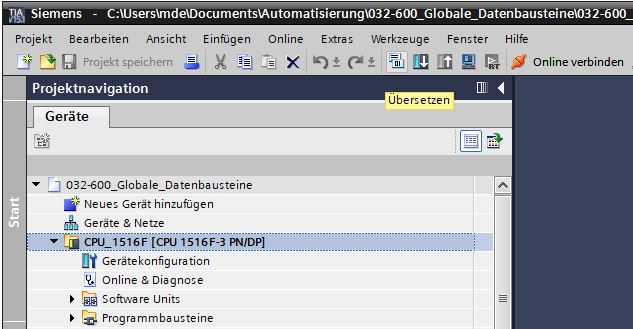 Siemens - C:\Users\mde\Documents\Automatisierung\032-600_Globale_Datenbausteine\032-600_
Projekt Bearbeiten Ansicht Einfügen Online Extras Werkzeuge Fenster Hilfe
Projekt speichern Online verbinden
Projektnavigation
Übersetzen
Geräte
Start
032-600_Globale_Datenbausteine
Neues Gerät hinzufügen
Geräte & Netze
CPU_1516F [CPU 1516F-3 PN/DP]
Gerätekonfiguration
Online & Diagnose
Software Units
Programmbausteine